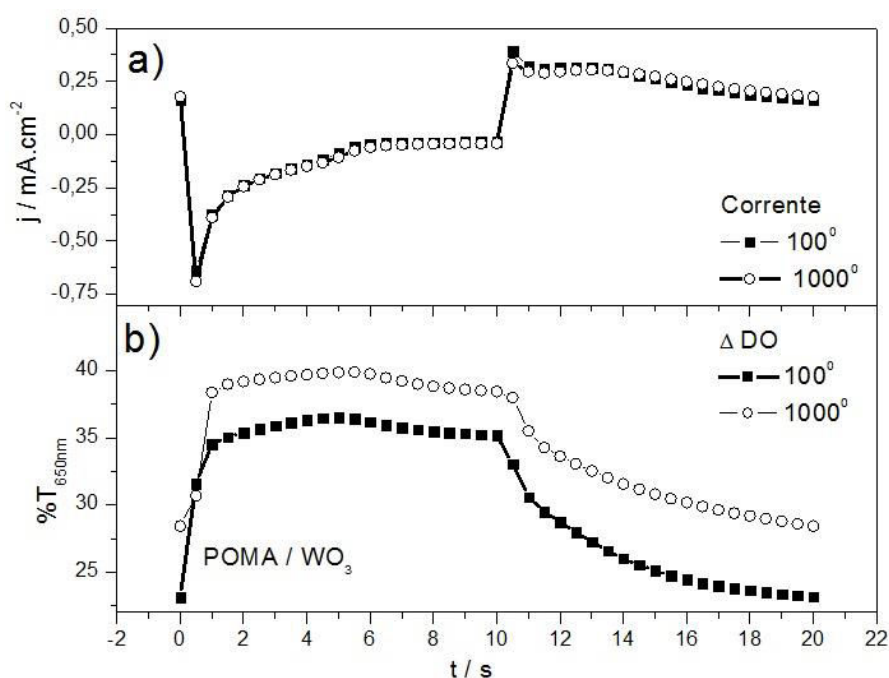 a)
j / mA.cm⁻²
0,50
0,25
0,00
-0,25
-0,50
-0,75
Corrente
100⁰
1000⁰
b)
%T₆₅₀ₙₘ
40
35
30
25
Δ DO
100⁰
1000⁰
POMA / WO₃
-2 0 2 4 6 8 10 12 14 16 18 20 22
t / s